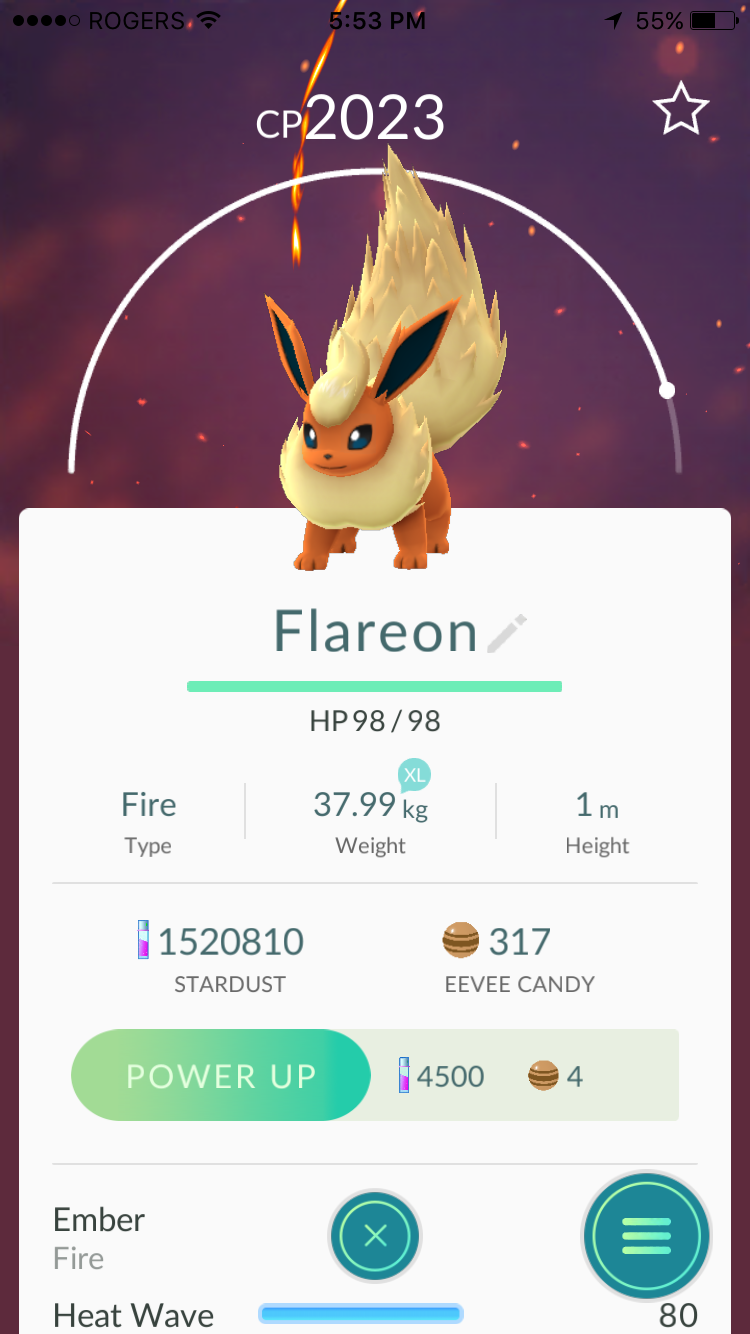 ROGERS 5:53 PM 55%
CP2023
Flareon
HP 98 / 98
XL
Fire 37.99 kg 1 m
Type Weight Height
1520810 317
STARDUST EEVEE CANDY
POWER UP 4500 4
Ember
Fire
Heat Wave 80